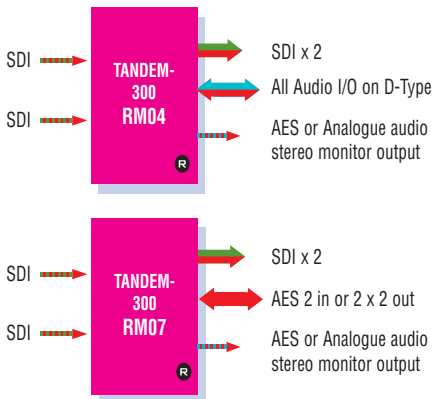 SDI
SDI
TANDEM-
300
RM04
R
SDI x 2
All Audio I/O on D-Type
AES or Analogue audio
stereo monitor output
SDI
SDI
TANDEM-
300
RM07
R
SDI x 2
AES 2 in or 2 x 2 out
AES or Analogue audio
stereo monitor output